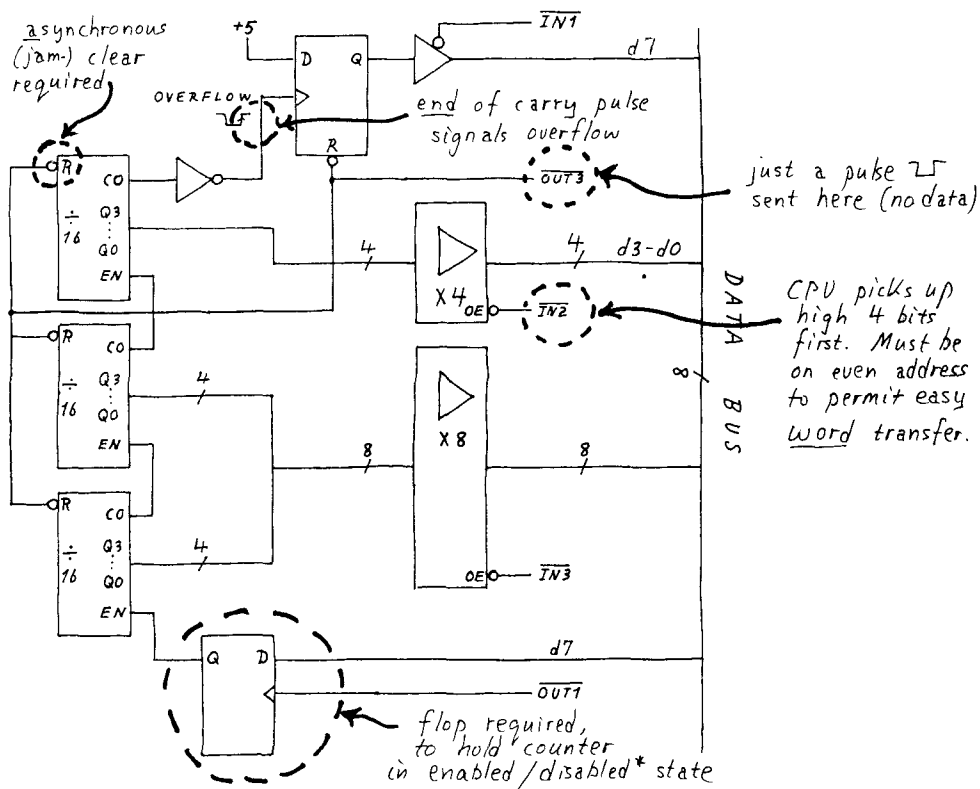 asynchronous
(jam-) clear
required
+5
D
Q
R
OVERFLOW
IN1
d7
end of carry pulse
signals overflow
OUT3
just a pulse
sent here (no data)
R
CO
÷
16
Q3
Q0
EN
4
X4
OE
IN2
4
d3-d0
DATA BUS
8
CPU picks up
high 4 bits
first. Must be
on even address
to permit easy
word transfer.
R
CO
÷
16
Q3
Q0
EN
4
8
X8
8
OE
IN3
R
CO
÷
16
Q3
Q0
EN
4
Q
D
d7
OUT1
flop required,
to hold counter
in enabled/disabled* state